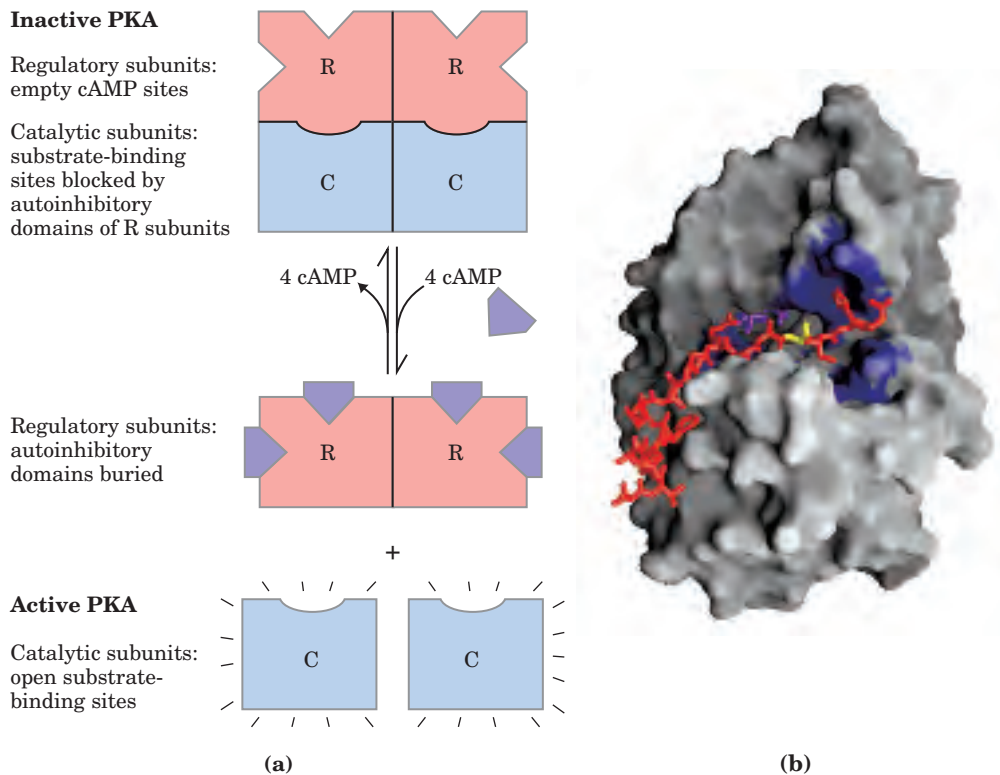 Inactive PKA
Regulatory subunits:
empty cAMP sites
R
R
Catalytic subunits:
substrate-binding
sites blocked by
autoinhibitory
domains of R subunits
C
C
4 cAMP
4 cAMP
Regulatory subunits:
autoinhibitory
domains buried
R
R
+
Active PKA
Catalytic subunits:
open substrate-
binding sites
C
C
(a)
(b)